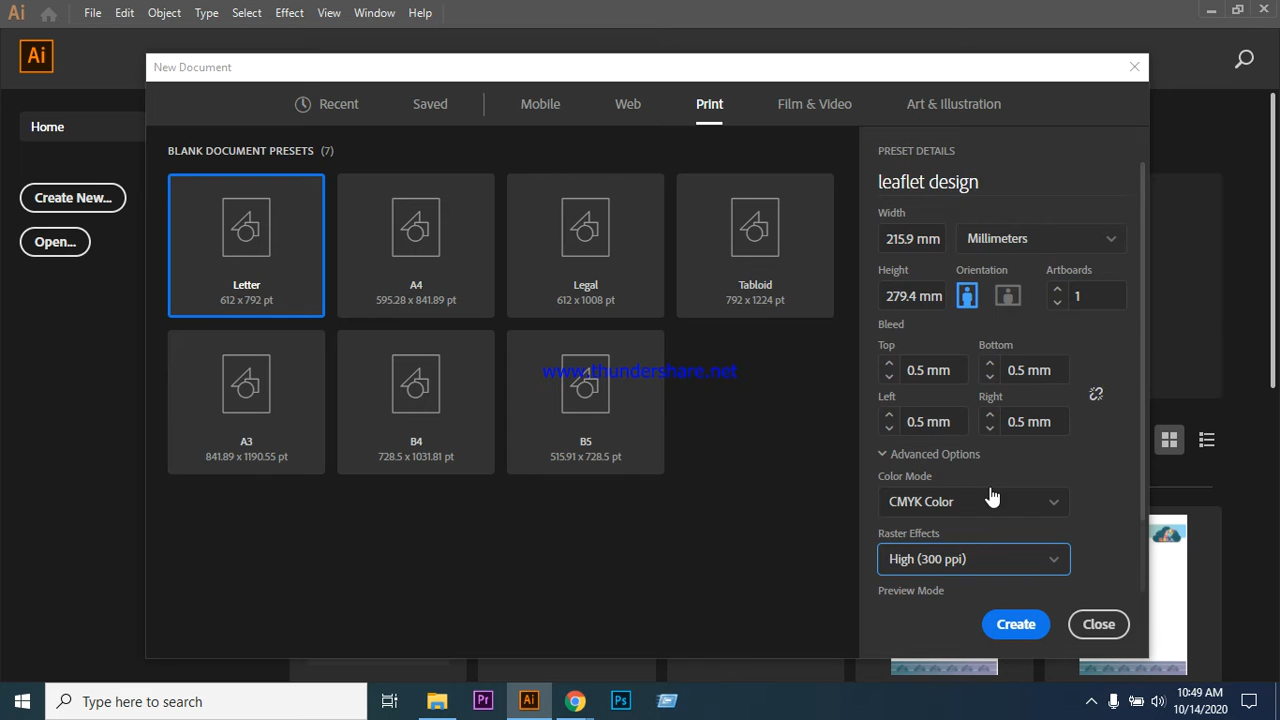 Ai File Edit Object Type Select Effect View Window Help
Ai
New Document
Recent Saved Mobile Web Print Film & Video Art & Illustration
Home
Create New...
Open...
BLANK DOCUMENT PRESETS (7)
Letter
612 x 792 pt
A4
595.28 x 841.89 pt
Legal
612 x 1008 pt
Tabloid
792 x 1224 pt
www.thundershare.net
A3
841.89 x 1190.55 pt
B4
728.5 x 1031.81 pt
B5
515.91 x 728.5 pt
PRESET DETAILS
leaflet design
Width
215.9 mm Millimeters
Height Orientation Artboards
279.4 mm 1
Bleed
Top Bottom
0.5 mm 0.5 mm
Left Right
0.5 mm 0.5 mm
Advanced Options
Color Mode
CMYK Color
Raster Effects
High (300 ppi)
Preview Mode
Create Close
Type here to search
Pr Ai Ps
10:49 AM
10/14/2020